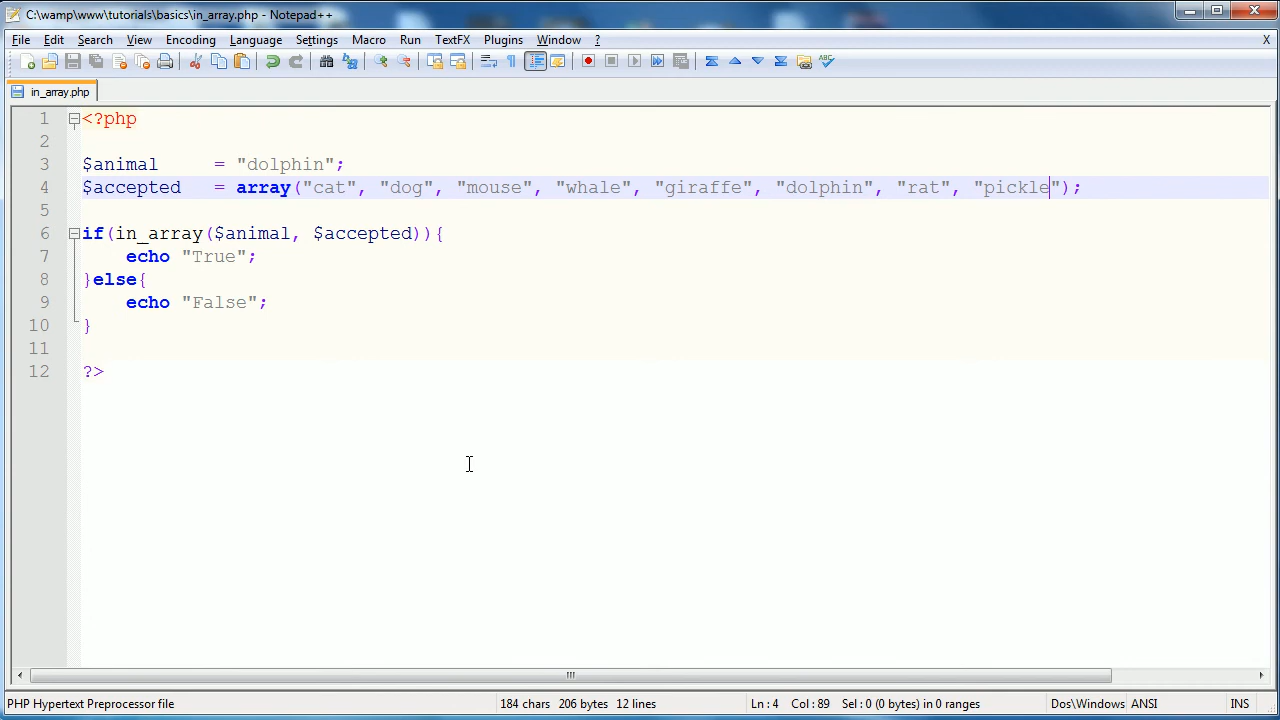 C:\wamp\www\tutorials\basics\in_array.php - Notepad++
File Edit Search View Encoding Language Settings Macro Run TextFX Plugins Window ? X
in_array.php
1 <?php
2
3 $animal = "dolphin";
4 $accepted = array("cat", "dog", "mouse", "whale", "giraffe", "dolphin", "rat", "pickle");
5
6 if(in_array($animal, $accepted)){
7 echo "True";
8 }else{
9 echo "False";
10 }
11
12 ?>
PHP Hypertext Preprocessor file 184 chars 206 bytes 12 lines Ln : 4 Col : 89 Sel : 0 (0 bytes) in 0 ranges Dos\Windows ANSI INS